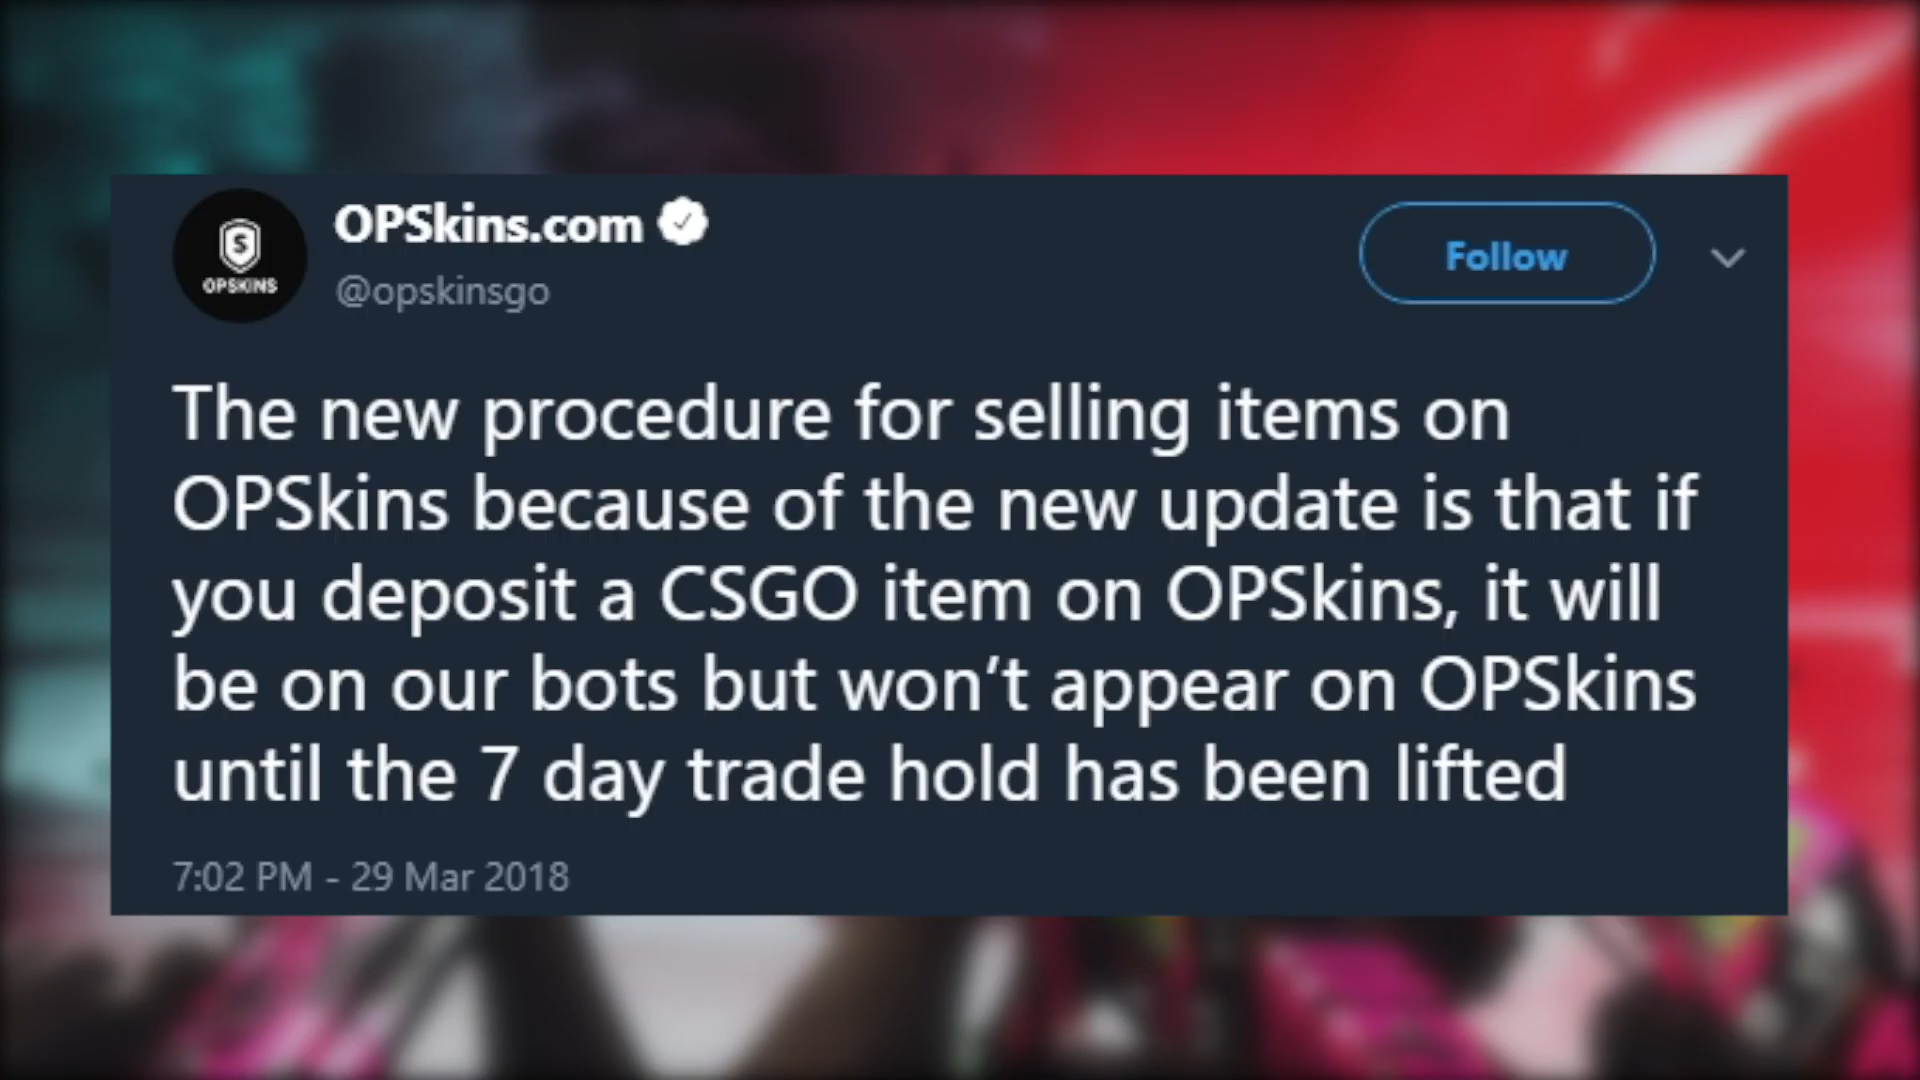 OPSkins.com
@opskinsgo
Follow
OPSKINS
The new procedure for selling items on
OPSkins because of the new update is that if
you deposit a CSGO item on OPSkins, it will
be on our bots but won’t appear on OPSkins
until the 7 day trade hold has been lifted
7:02 PM - 29 Mar 2018